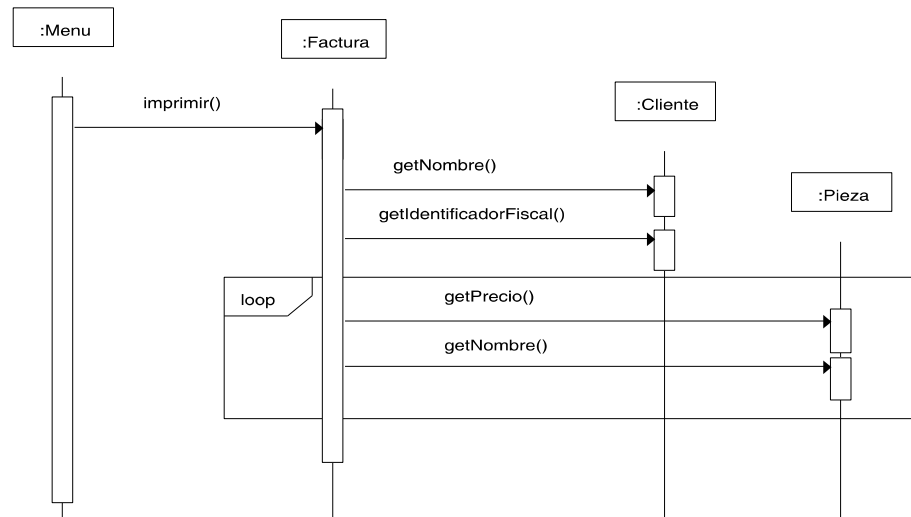 :Menu
:Factura
:Cliente
:Pieza
imprimir()
getNombre()
getIdentificadorFiscal()
loop
getPrecio()
getNombre()